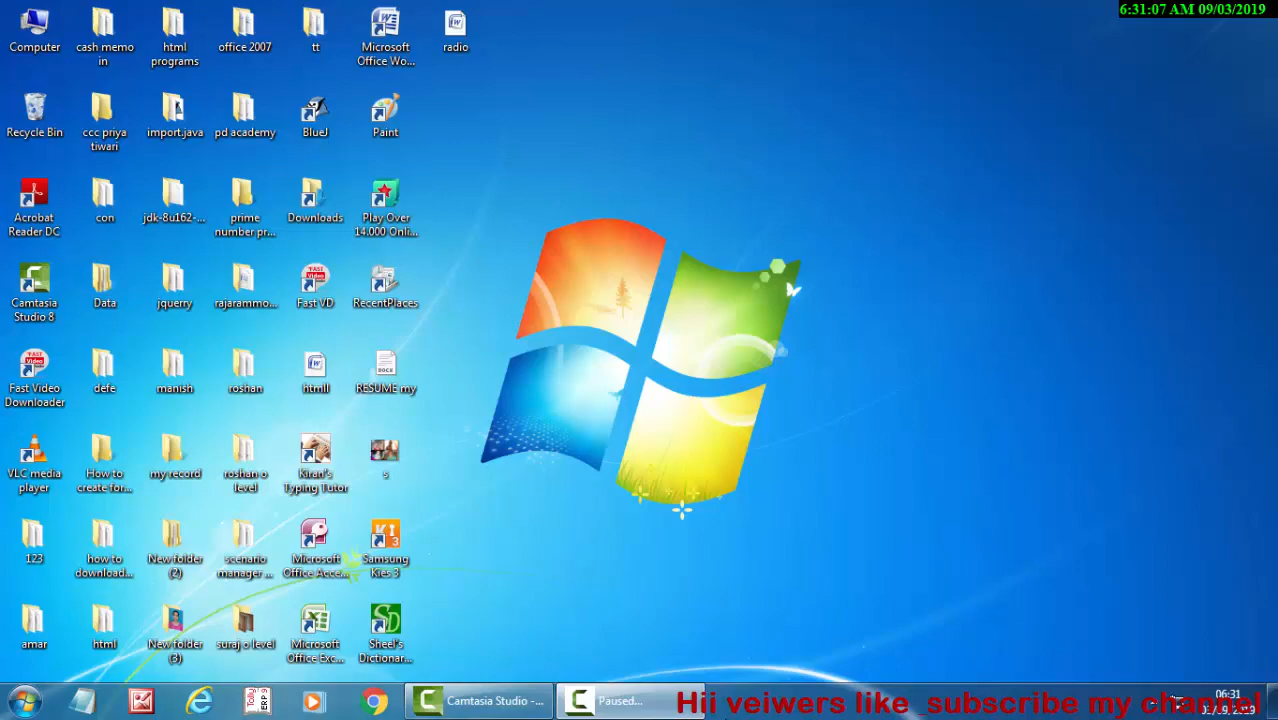 6:31:07 AM 09/03/2019
Computer
cash memo
in
html
programs
office 2007
tt
Microsoft
Office Wo...
radio
Recycle Bin
ccc priya
tiwari
import.java
pd academy
BlueJ
Paint
Acrobat
Reader DC
con
jdk-8u162-...
prime
number pr...
Downloads
Play Over
14.000 Onli...
Camtasia
Studio 8
Data
jquerry
rajarammo...
Fast VD
RecentPlaces
Fast Video
Downloader
defe
manish
roshan
htmll
RESUME my
VLC media
player
How to
create for...
my record
roshan o
level
Kiran's
Typing Tutor
s
123
how to
download...
New folder
(2)
scenario
manager ...
Microsoft
Office Acce...
Samsung
Kies 3
amar
html
New folder
(3)
suraj o level
Microsoft
Office Exc...
Sheel's
Dictionar...
Camtasia Studio -...
Paused...
Hii veiwers like subscribe my channel
06:31